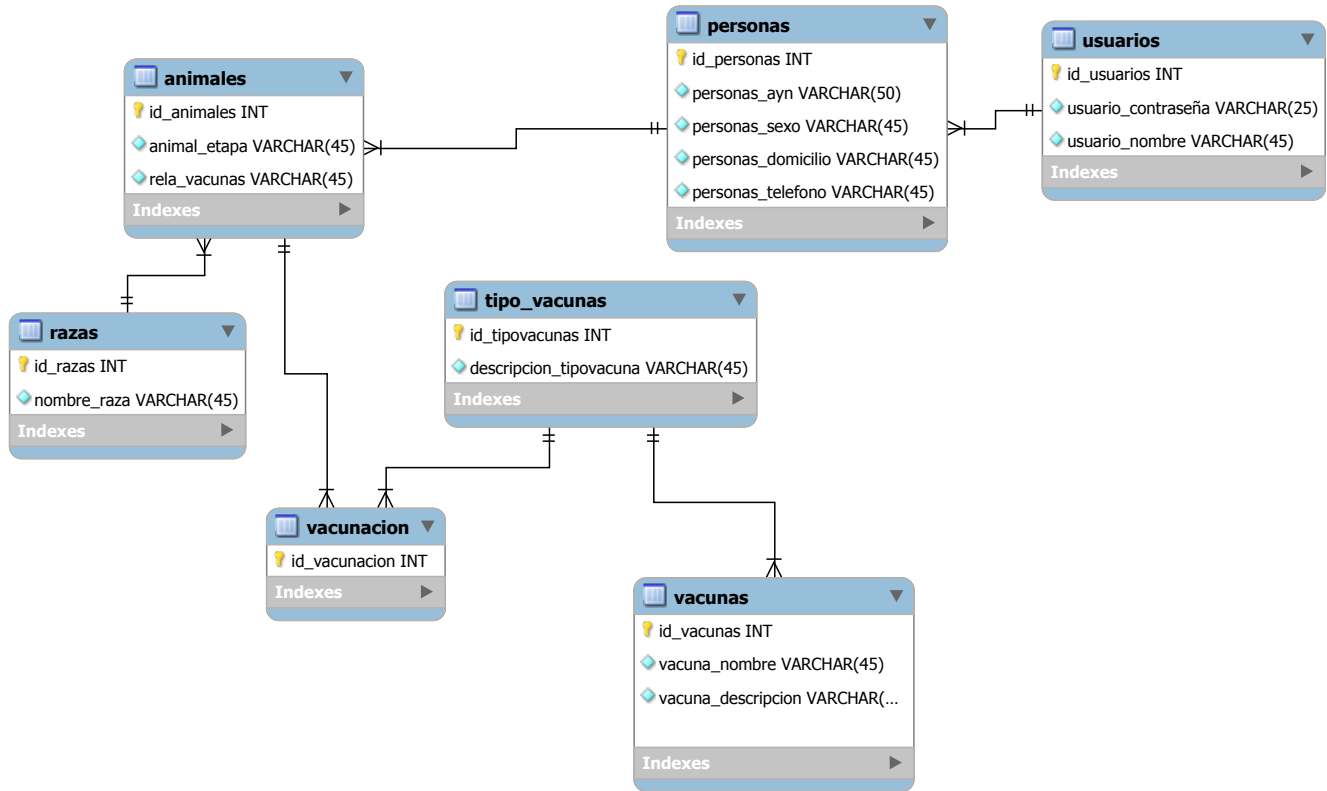 animales
id_animales INT
animal_etapa VARCHAR(45)
rela_vacunas VARCHAR(45)
Indexes
personas
id_personas INT
personas_ayn VARCHAR(50)
personas_sexo VARCHAR(45)
personas_domicilio VARCHAR(45)
personas_telefono VARCHAR(45)
Indexes
usuarios
id_usuarios INT
usuario_contraseña VARCHAR(25)
usuario_nombre VARCHAR(45)
Indexes
razas
id_razas INT
nombre_raza VARCHAR(45)
Indexes
tipo_vacunas
id_tipovacunas INT
descripcion_tipovacuna VARCHAR(45)
Indexes
vacunacion
id_vacunacion INT
Indexes
vacunas
id_vacunas INT
vacuna_nombre VARCHAR(45)
vacuna_descripcion VARCHAR(...
Indexes